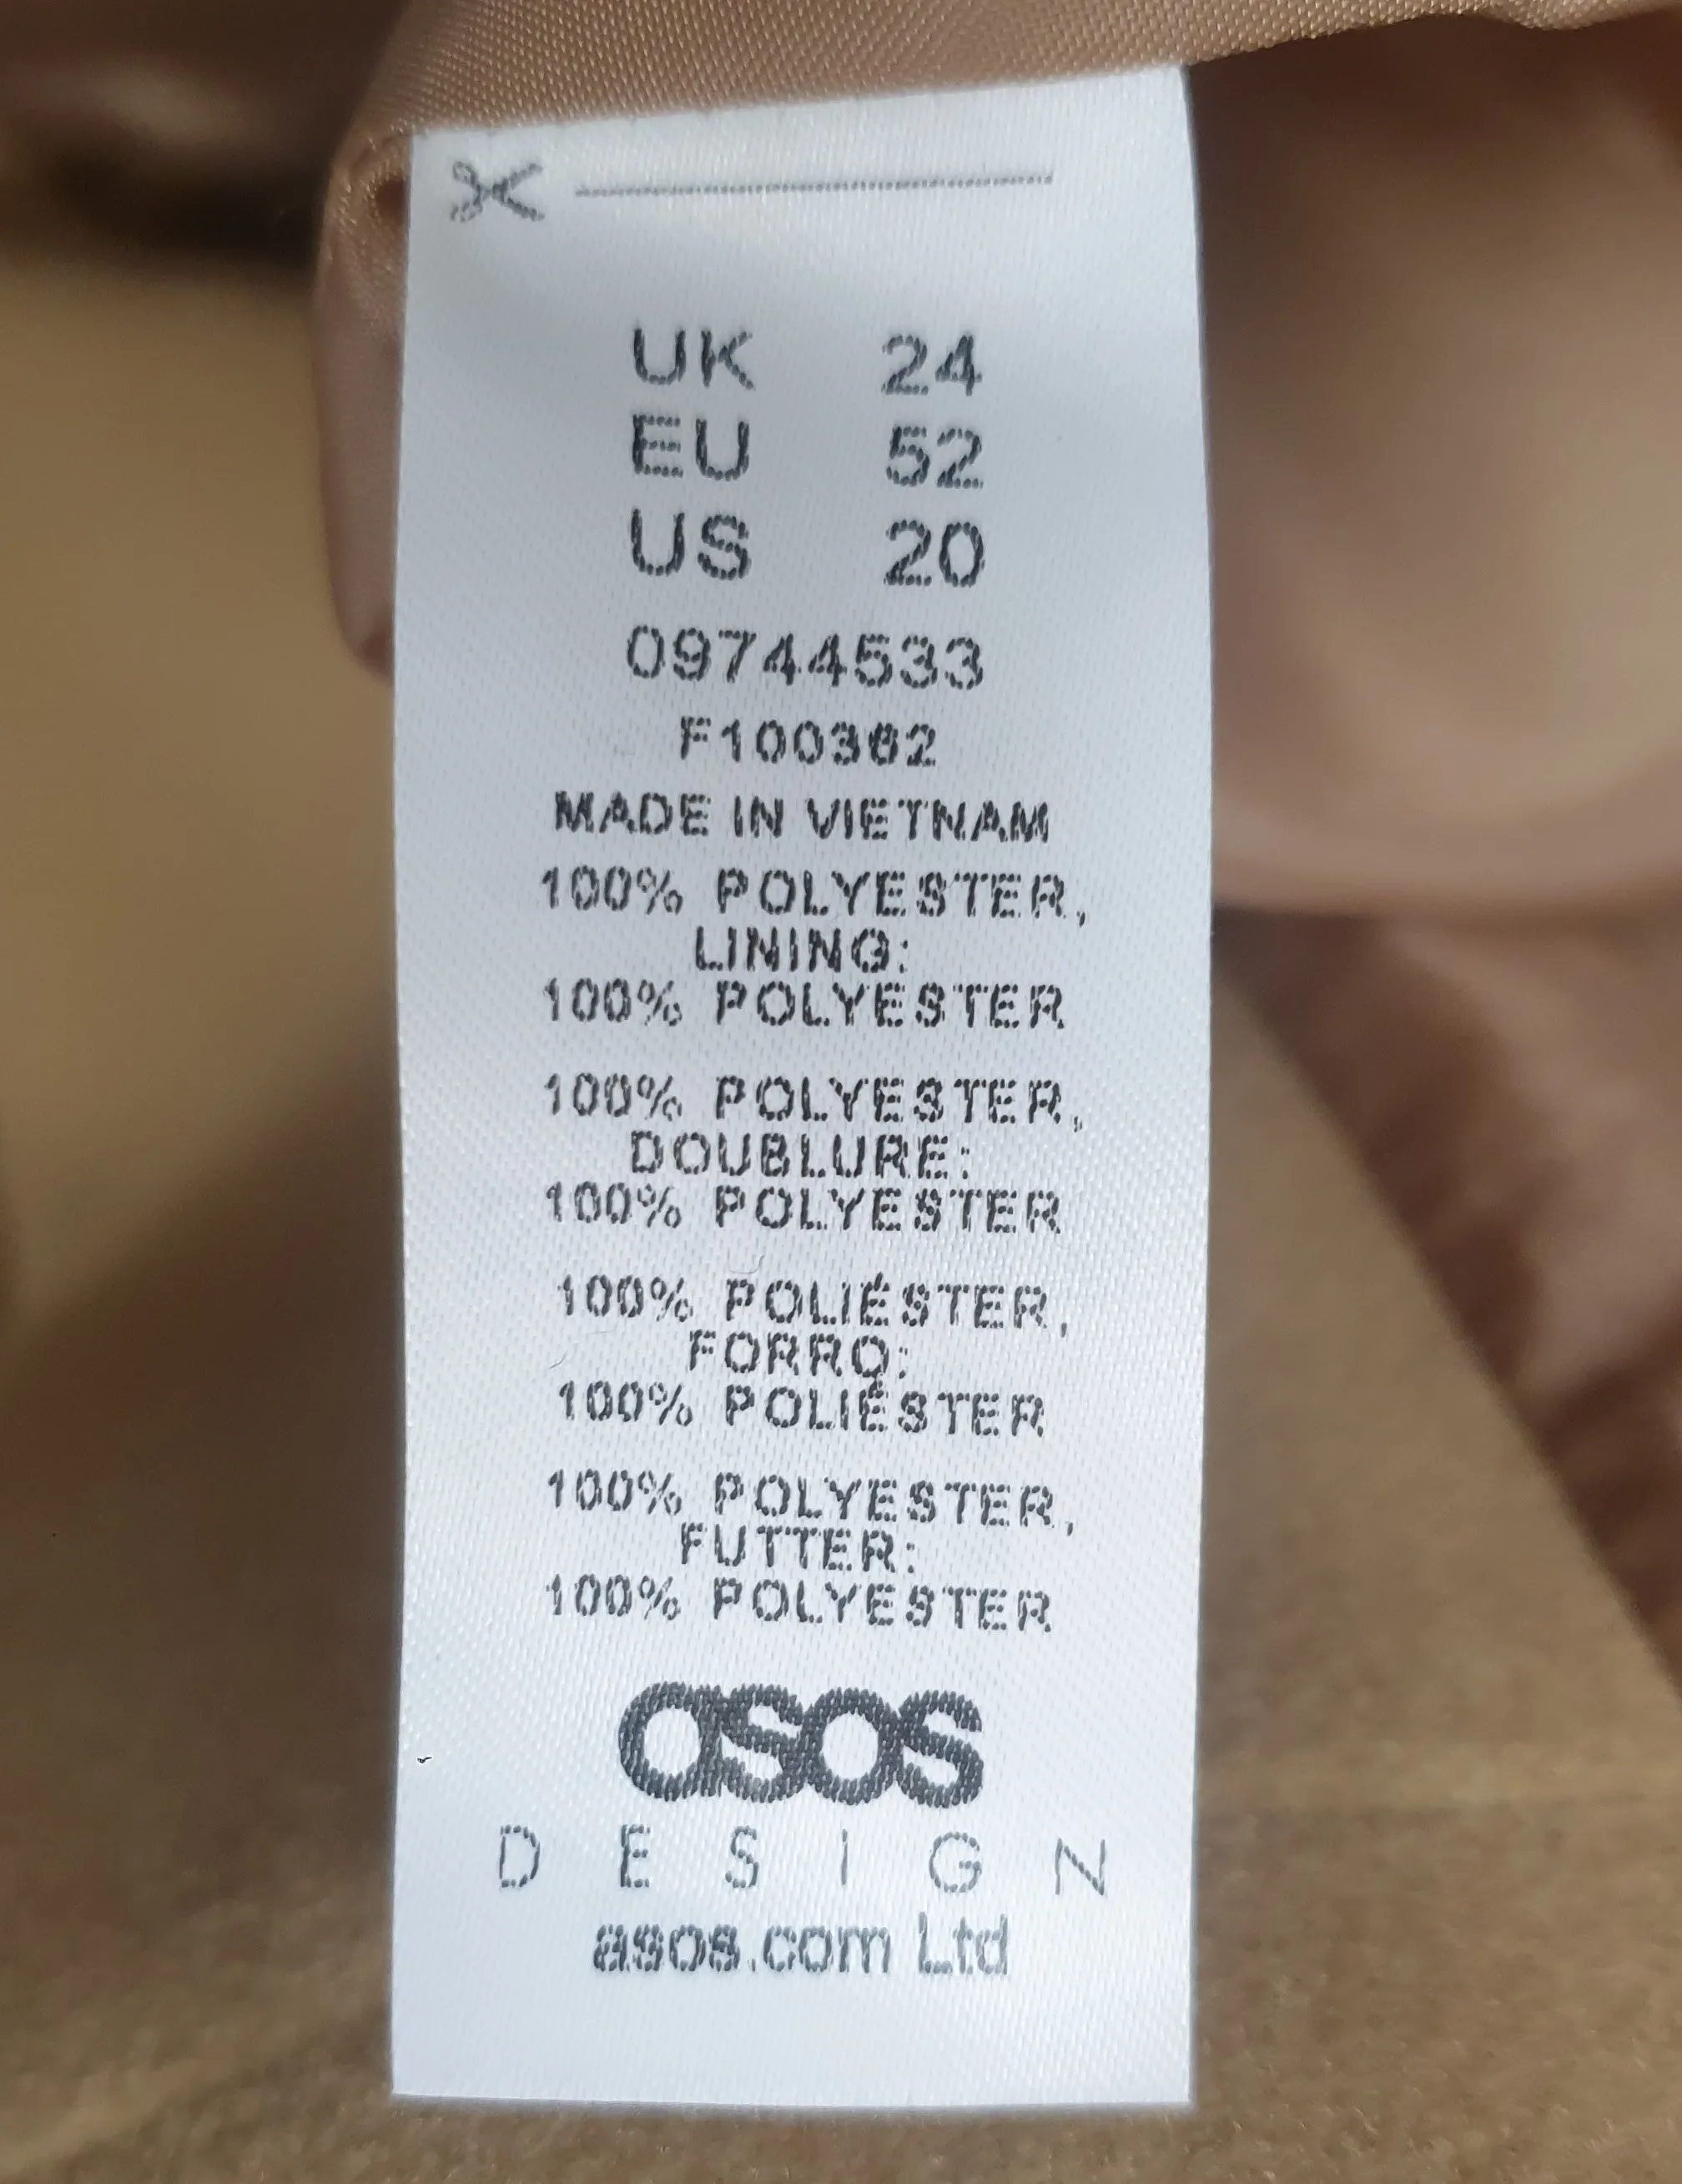 UK 24
EU 52
US 20
09744533
F100362
MADE IN VIETNAM
100% POLYESTER,
LINING:
100% POLYESTER
100% POLYESTER,
DOUBLURE:
100% POLYESTER
100% POLIÉSTER,
FORRO:
100% POLIÉSTER
100% POLYESTER,
FUTTER:
100% POLYESTER
asos
DESIGN
asos.com Ltd